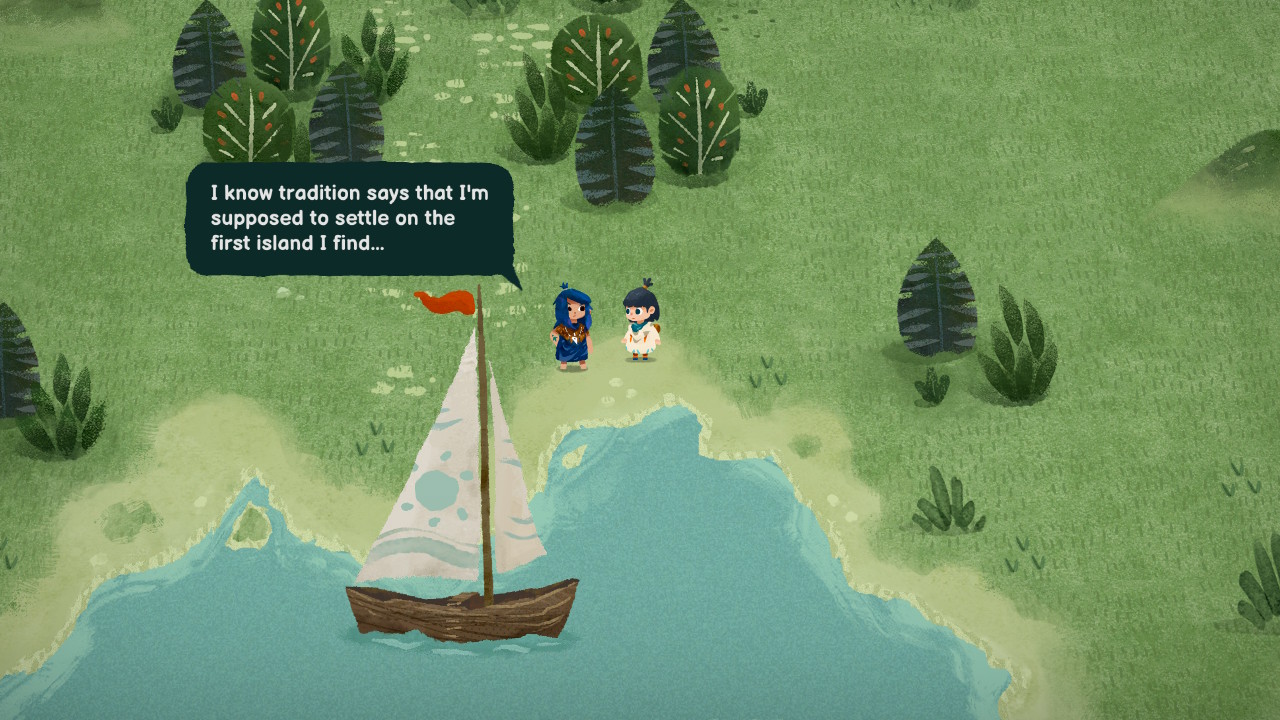 I know tradition says that I'm
supposed to settle on the
first island I find...